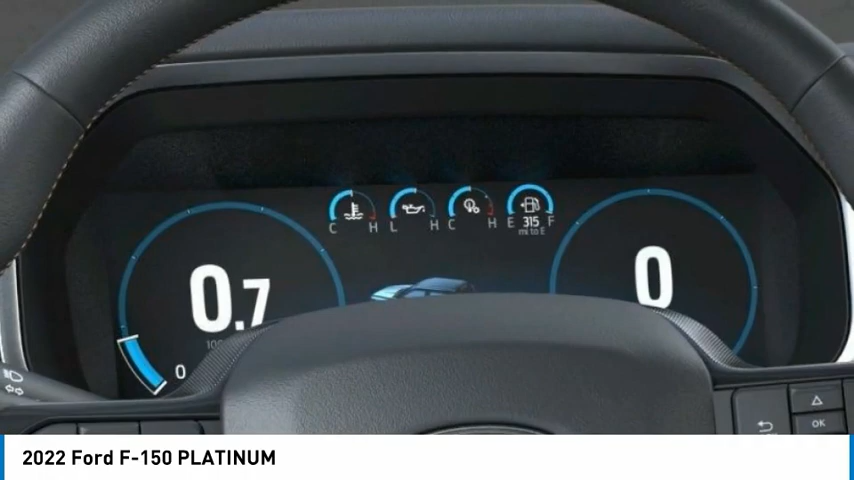 C H L H C H E 315 F
mi to E
0.7 0
0
OK
2022 Ford F-150 PLATINUM